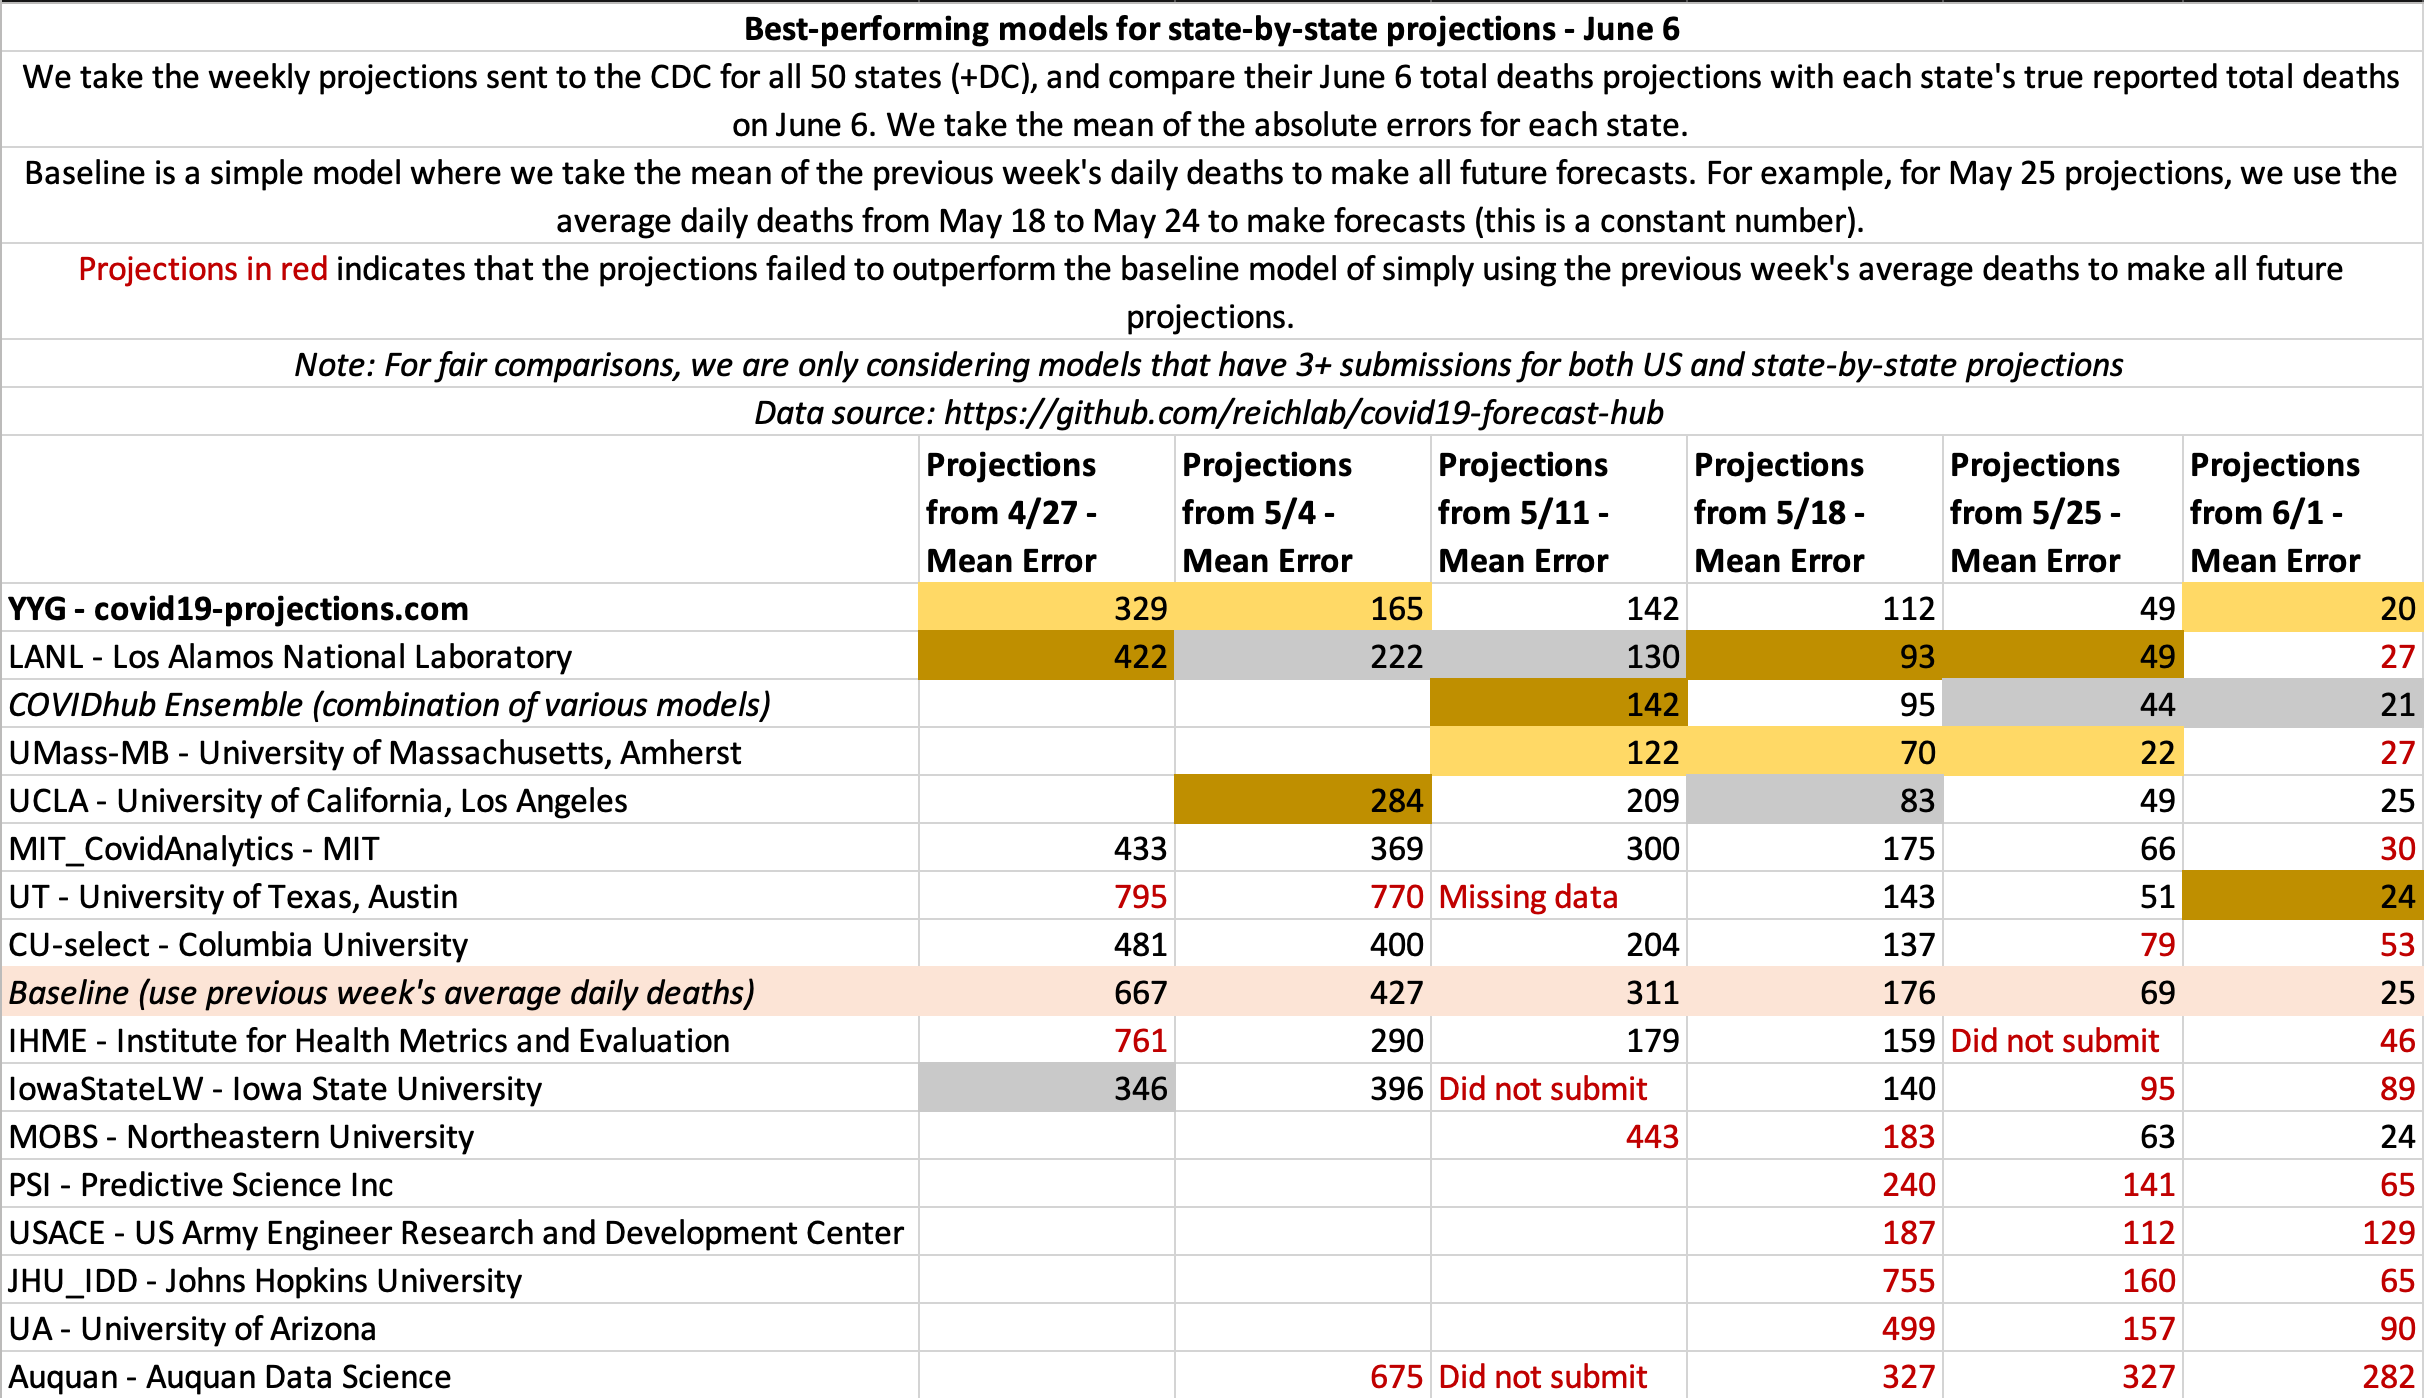 Best-performing models for state-by-state projections - June 6
We take the weekly projections sent to the CDC for all 50 states (+DC), and compare their June 6 total deaths projections with each state's true reported total deaths
on June 6. We take the mean of the absolute errors for each state.
Baseline is a simple model where we take the mean of the previous week's daily deaths to make all future forecasts. For example, for May 25 projections, we use the
average daily deaths from May 18 to May 24 to make forecasts (this is a constant number).
Projections in red indicates that the projections failed to outperform the baseline model of simply using the previous week's average deaths to make all future
projections.
Note: For fair comparisons, we are only considering models that have 3+ submissions for both US and state-by-state projections
Data source: https://github.com/reichlab/covid19-forecast-hub
Projections Projections Projections Projections Projections Projections
from 4/27 - from 5/4 - from 5/11 - from 5/18 - from 5/25 - from 6/1 -
Mean Error Mean Error Mean Error Mean Error Mean Error Mean Error
YYG - covid19-projections.com 329 165 142 112 49 20
LANL - Los Alamos National Laboratory 422 222 130 93 49 27
COVIDhub Ensemble (combination of various models) 142 95 44 21
UMass-MB - University of Massachusetts, Amherst 122 70 22 27
UCLA - University of California, Los Angeles 284 209 83 49 25
MIT_CovidAnalytics - MIT 433 369 300 175 66 30
UT - University of Texas, Austin 795 770 Missing data 143 51 24
CU-select - Columbia University 481 400 204 137 79 53
Baseline (use previous week's average daily deaths) 667 427 311 176 69 25
IHME - Institute for Health Metrics and Evaluation 761 290 179 159 Did not submit 46
IowaStateLW - Iowa State University 346 396 Did not submit 140 95 89
MOBS - Northeastern University 443 183 63 24
PSI - Predictive Science Inc 240 141 65
USACE - US Army Engineer Research and Development Center 187 112 129
JHU_IDD - Johns Hopkins University 755 160 65
UA - University of Arizona 499 157 90
Auquan - Auquan Data Science 675 Did not submit 327 327 282